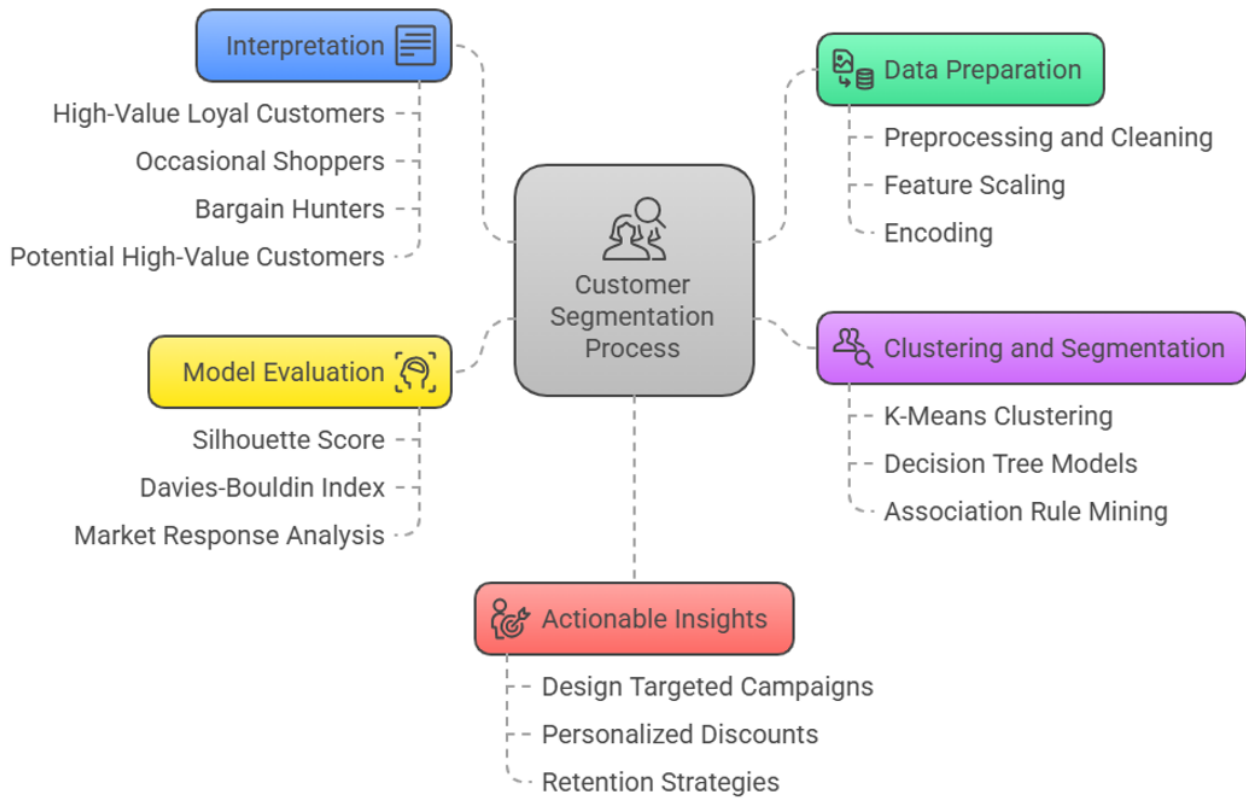 Interpretation
High-Value Loyal Customers
Occasional Shoppers
Bargain Hunters
Potential High-Value Customers
Data Preparation
Preprocessing and Cleaning
Feature Scaling
Encoding
Customer
Segmentation
Process
Model Evaluation
Silhouette Score
Davies-Bouldin Index
Market Response Analysis
Clustering and Segmentation
K-Means Clustering
Decision Tree Models
Association Rule Mining
Actionable Insights
Design Targeted Campaigns
Personalized Discounts
Retention Strategies